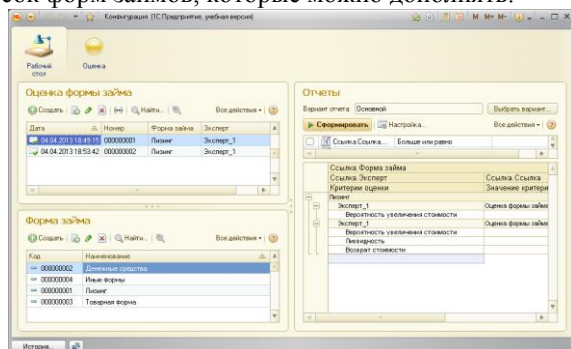 сок форм займов, которые можно дополнять.
Конфигурация (1С:Предприятие, учебная версия)
M M+ M-
Рабочий стол
Оценка
Оценка формы займа
Создать Найти... Все действия
Дата Номер Форма займа Эксперт
04.04.2013 18:49:15 000000001 Лизинг Эксперт_1
04.04.2013 18:53:42 000000002 Лизинг Эксперт_1
Форма займа
Создать Найти... Все действия
Код Наименование
000000002 Денежные средства
000000004 Иные формы
000000001 Лизинг
000000003 Товарная форма
Отчеты
Вариант отчета: Основной Выбрать вариант...
Сформировать Настройка... Все действия
Ссылка.Ссылка... Больше или равно
Ссылка.Форма займа
Ссылка.Эксперт Ссылка.Ссылка
Критерии оценки Значение критери
Лизинг
Эксперт_1 Оценка формы займа
Вероятность увеличения стоимости
Эксперт_1 Оценка формы займа
Вероятность увеличения стоимости
Ликвидность
Возврат стоимости
История...